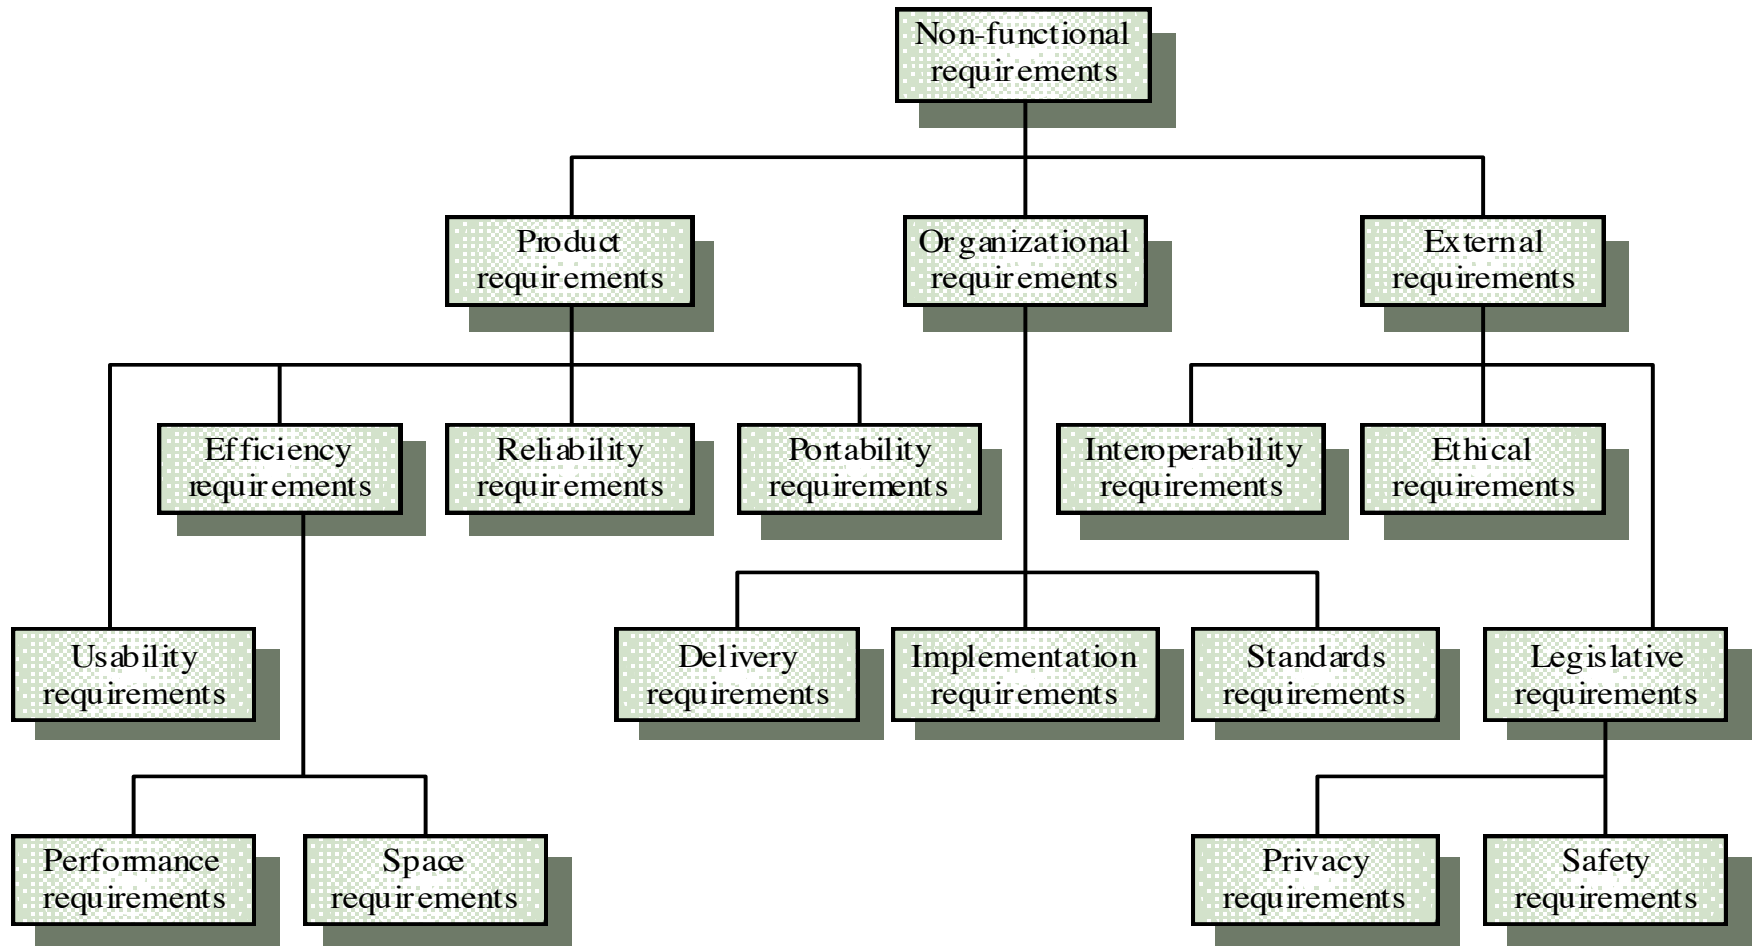 Non-functional
requirements
Product
requirements
Organizational
requirements
External
requirements
Efficiency
requirements
Reliability
requirements
Portability
requirements
Interoperability
requirements
Ethical
requirements
Usability
requirements
Delivery
requirements
Implementation
requirements
Standards
requirements
Legislative
requirements
Performance
requirements
Space
requirements
Privacy
requirements
Safety
requirements